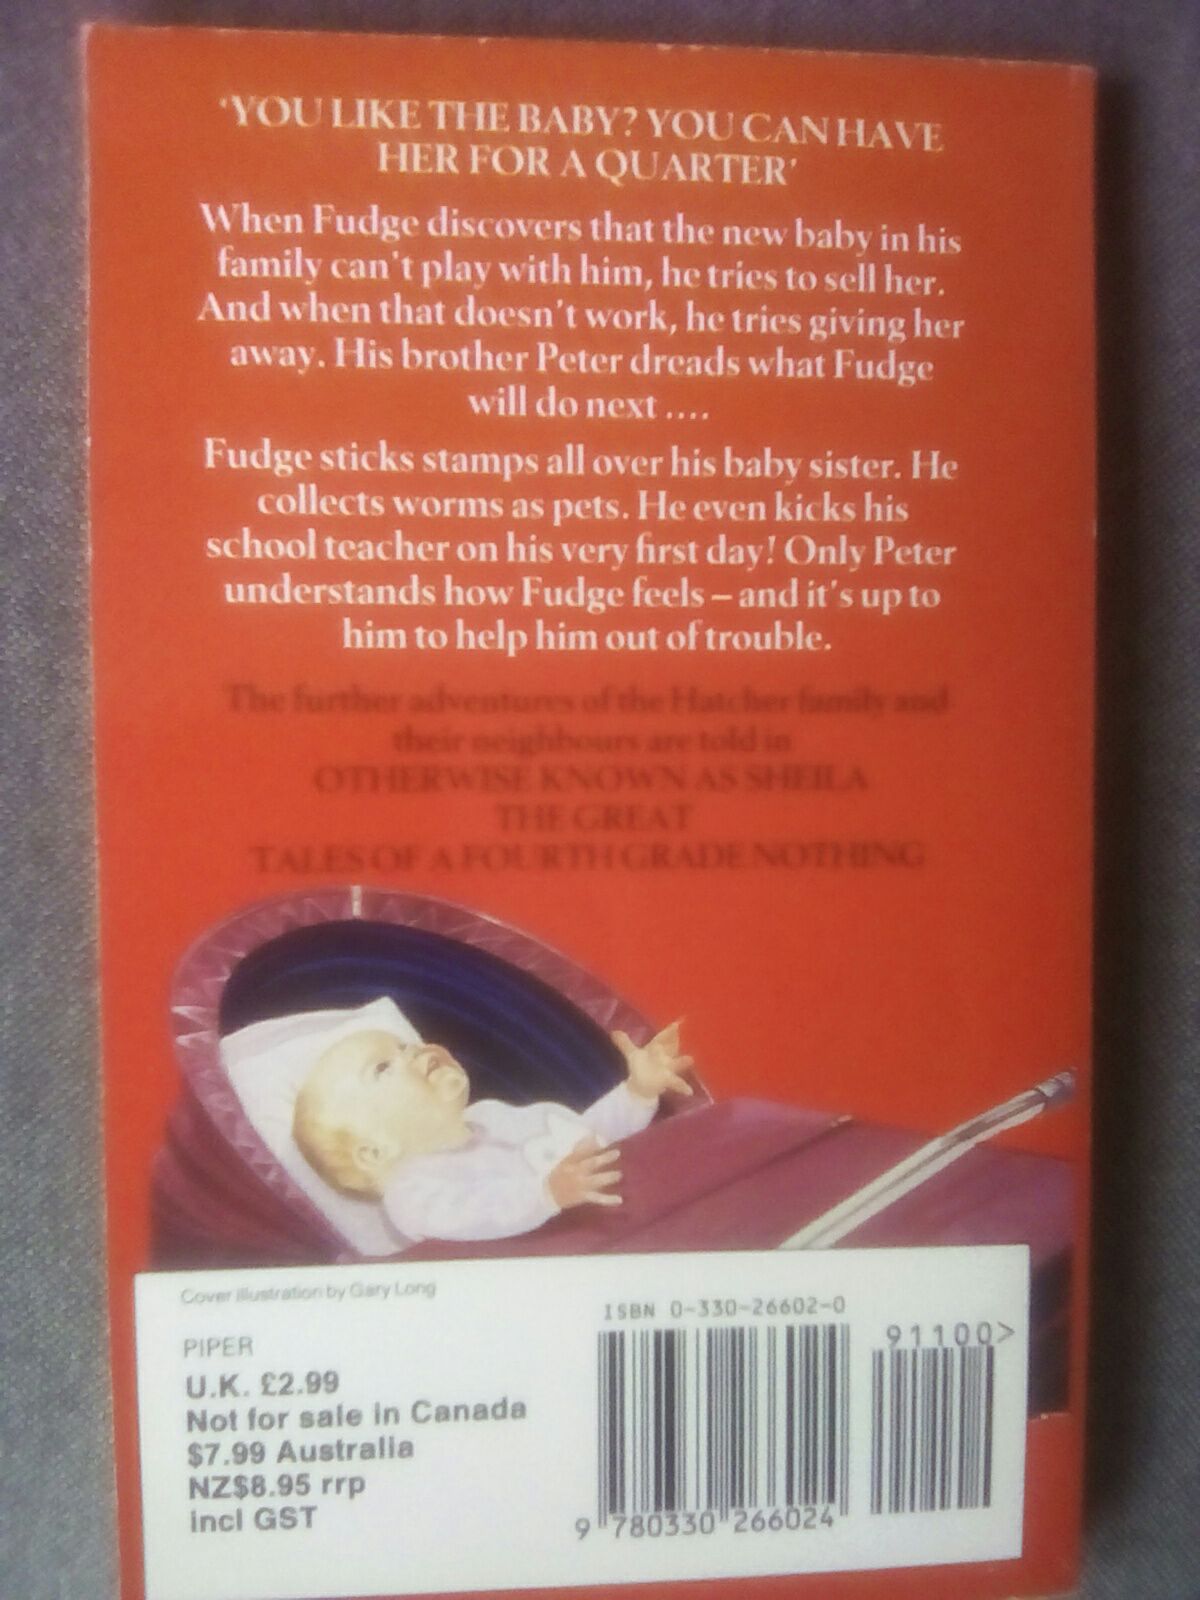 'YOU LIKE THE BABY? YOU CAN HAVE
HER FOR A QUARTER'
When Fudge discovers that the new baby in his
family can't play with him, he tries to sell her.
And when that doesn't work, he tries giving her
away. His brother Peter dreads what Fudge
will do next ....
Fudge sticks stamps all over his baby sister. He
collects worms as pets. He even kicks his
school teacher on his very first day! Only Peter
understands how Fudge feels – and it's up to
him to help him out of trouble.
The further adventures of the Hatcher family and
their neighbours are told in
OTHERWISE KNOWN AS SHEILA
THE GREAT
TALES OF A FOURTH GRADE NOTHING
Cover illustration by Gary Long
PIPER
U.K. £2.99
Not for sale in Canada
$7.99 Australia
NZ$8.95 rrp
incl GST
ISBN 0-330-26602-0
91100>
9 780330 266024